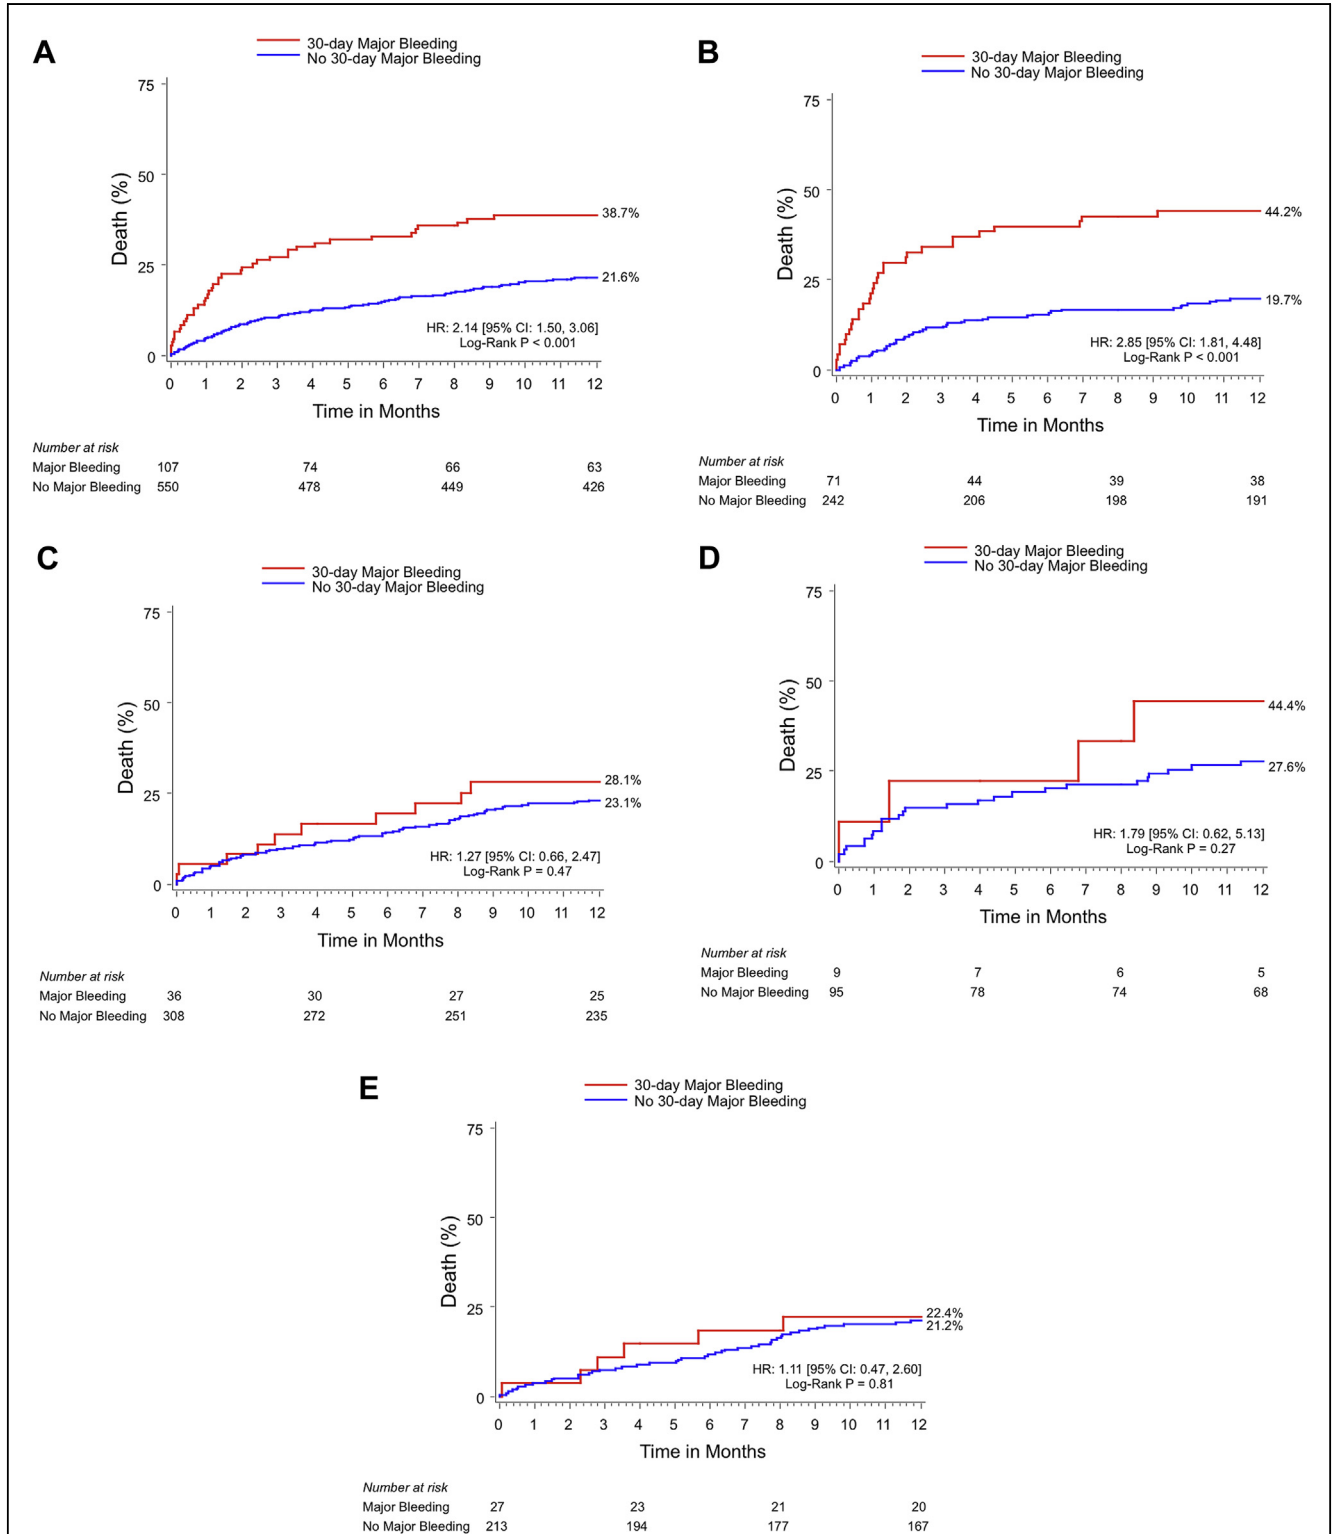 A
30-day Major Bleeding
No 30-day Major Bleeding
75
50
25
0
Death (%)
38.7%
21.6%
HR: 2.14 [95% CI: 1.50, 3.06]
Log-Rank P < 0.001
0 1 2 3 4 5 6 7 8 9 10 11 12
Time in Months
Number at risk
Major Bleeding 107 74 66 63
No Major Bleeding 550 478 449 426
B
30-day Major Bleeding
No 30-day Major Bleeding
75
50
25
0
Death (%)
44.2%
19.7%
HR: 2.85 [95% CI: 1.81, 4.48]
Log-Rank P < 0.001
0 1 2 3 4 5 6 7 8 9 10 11 12
Time in Months
Number at risk
Major Bleeding 71 44 39 38
No Major Bleeding 242 206 198 191
C
30-day Major Bleeding
No 30-day Major Bleeding
75
50
25
0
Death (%)
28.1%
23.1%
HR: 1.27 [95% CI: 0.66, 2.47]
Log-Rank P = 0.47
0 1 2 3 4 5 6 7 8 9 10 11 12
Time in Months
Number at risk
Major Bleeding 36 30 27 25
No Major Bleeding 308 272 251 235
D
30-day Major Bleeding
No 30-day Major Bleeding
75
50
25
0
Death (%)
44.4%
27.6%
HR: 1.79 [95% CI: 0.62, 5.13]
Log-Rank P = 0.27
0 1 2 3 4 5 6 7 8 9 10 11 12
Time in Months
Number at risk
Major Bleeding 9 7 6 5
No Major Bleeding 95 78 74 68
E
30-day Major Bleeding
No 30-day Major Bleeding
75
50
25
0
Death (%)
22.4%
21.2%
HR: 1.11 [95% CI: 0.47, 2.60]
Log-Rank P = 0.81
0 1 2 3 4 5 6 7 8 9 10 11 12
Time in Months
Number at risk
Major Bleeding 27 23 21 20
No Major Bleeding 213 194 177 167